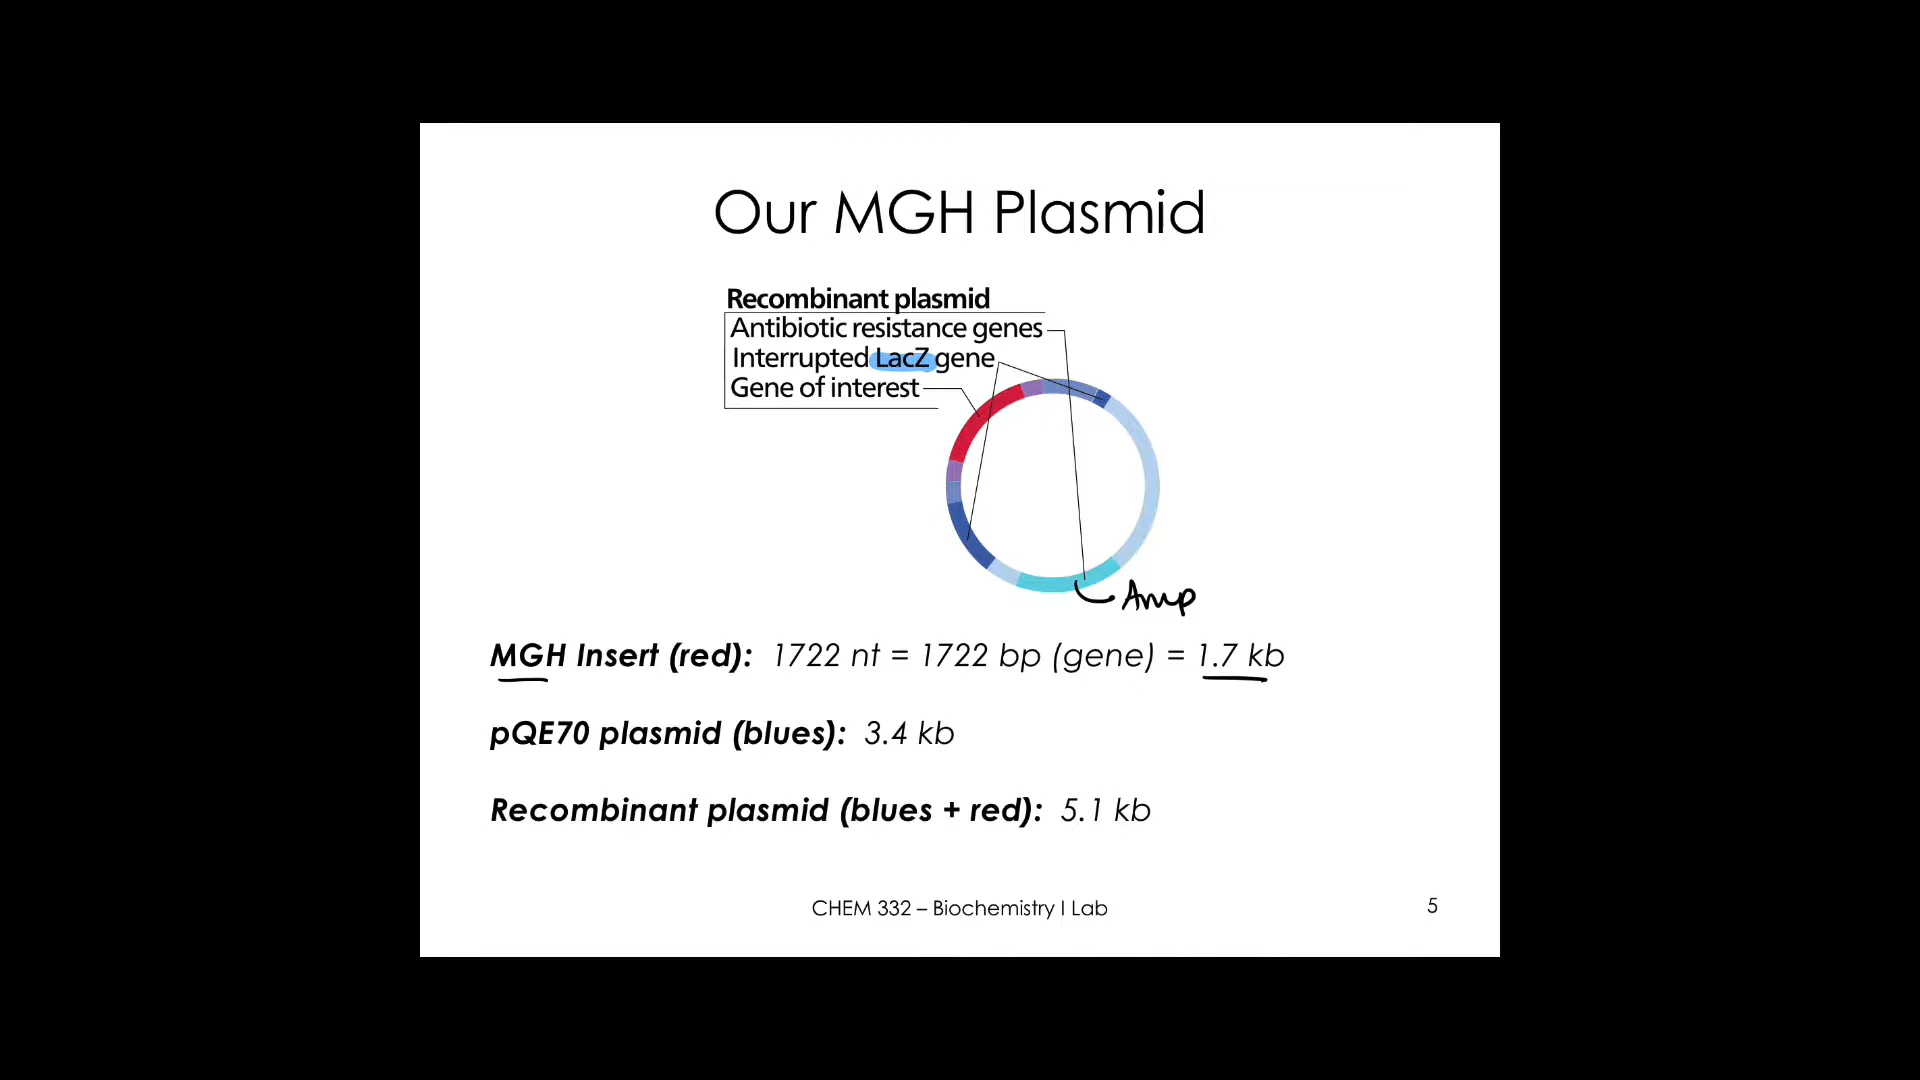 Our MGH Plasmid
Recombinant plasmid
Antibiotic resistance genes
Interrupted LacZ gene
Gene of interest
Amp
MGH Insert (red): 1722 nt = 1722 bp (gene) = 1.7 kb
pQE70 plasmid (blues): 3.4 kb
Recombinant plasmid (blues + red): 5.1 kb
CHEM 332 – Biochemistry I Lab
5